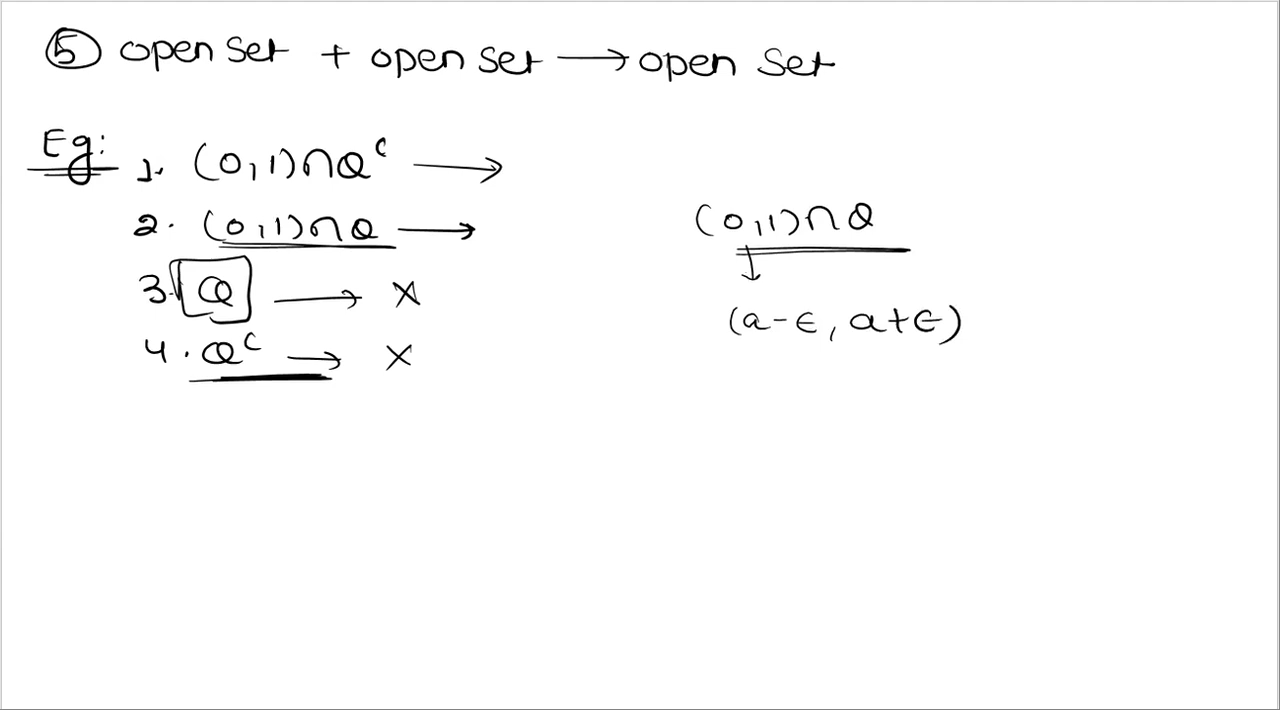 ⑤ open set + open set → open set
Eg: 1. (0,1)∩Q^c →
2. (0,1)∩Q →
3. Q → ×
4. Q^c → ×
(0,1)∩Q
↓
(a-ε, a+ε)